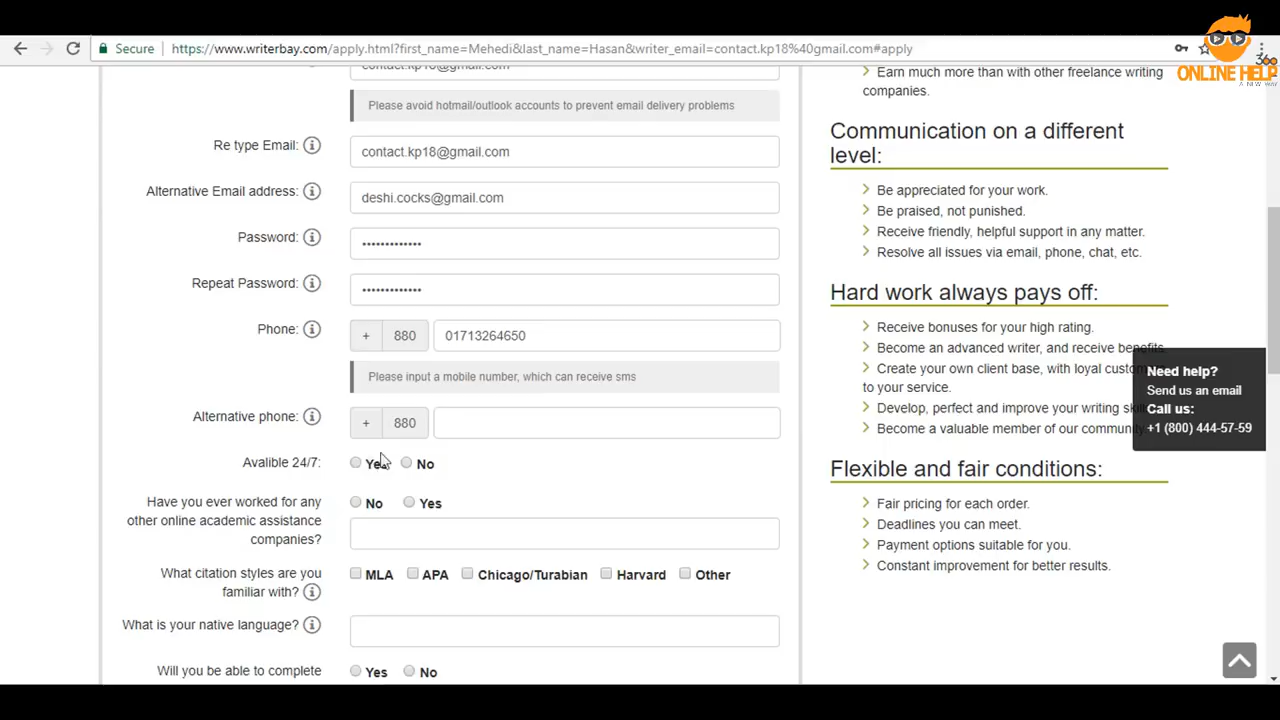 Secure
https://www.writerbay.com/apply.html?first_name=Mehedi&last_name=Hasan&writer_email=contact.kp18%40gmail.com#apply
360
ONLINE HELP
A NEW WAY
contact.kp18@gmail.com
Please avoid hotmail/outlook accounts to prevent email delivery problems
Re type Email:
contact.kp18@gmail.com
Alternative Email address:
deshi.cocks@gmail.com
Password:
•••••••••••••
Repeat Password:
•••••••••••••
Phone:
+ 880 01713264650
Please input a mobile number, which can receive sms
Alternative phone:
+ 880
Avalible 24/7:
Yes No
Have you ever worked for any
other online academic assistance
companies?
No Yes
What citation styles are you
familiar with?
MLA APA Chicago/Turabian Harvard Other
What is your native language?
Will you be able to complete
Yes No
Earn much more than with other freelance writing
companies.
Communication on a different
level:
Be appreciated for your work.
Be praised, not punished.
Receive friendly, helpful support in any matter.
Resolve all issues via email, phone, chat, etc.
Hard work always pays off:
Receive bonuses for your high rating.
Become an advanced writer, and receive benefits.
Create your own client base, with loyal custom
to your service.
Develop, perfect and improve your writing skil
Become a valuable member of our community.
Flexible and fair conditions:
Fair pricing for each order.
Deadlines you can meet.
Payment options suitable for you.
Constant improvement for better results.
Need help?
Send us an email
Call us:
+1 (800) 444-57-59